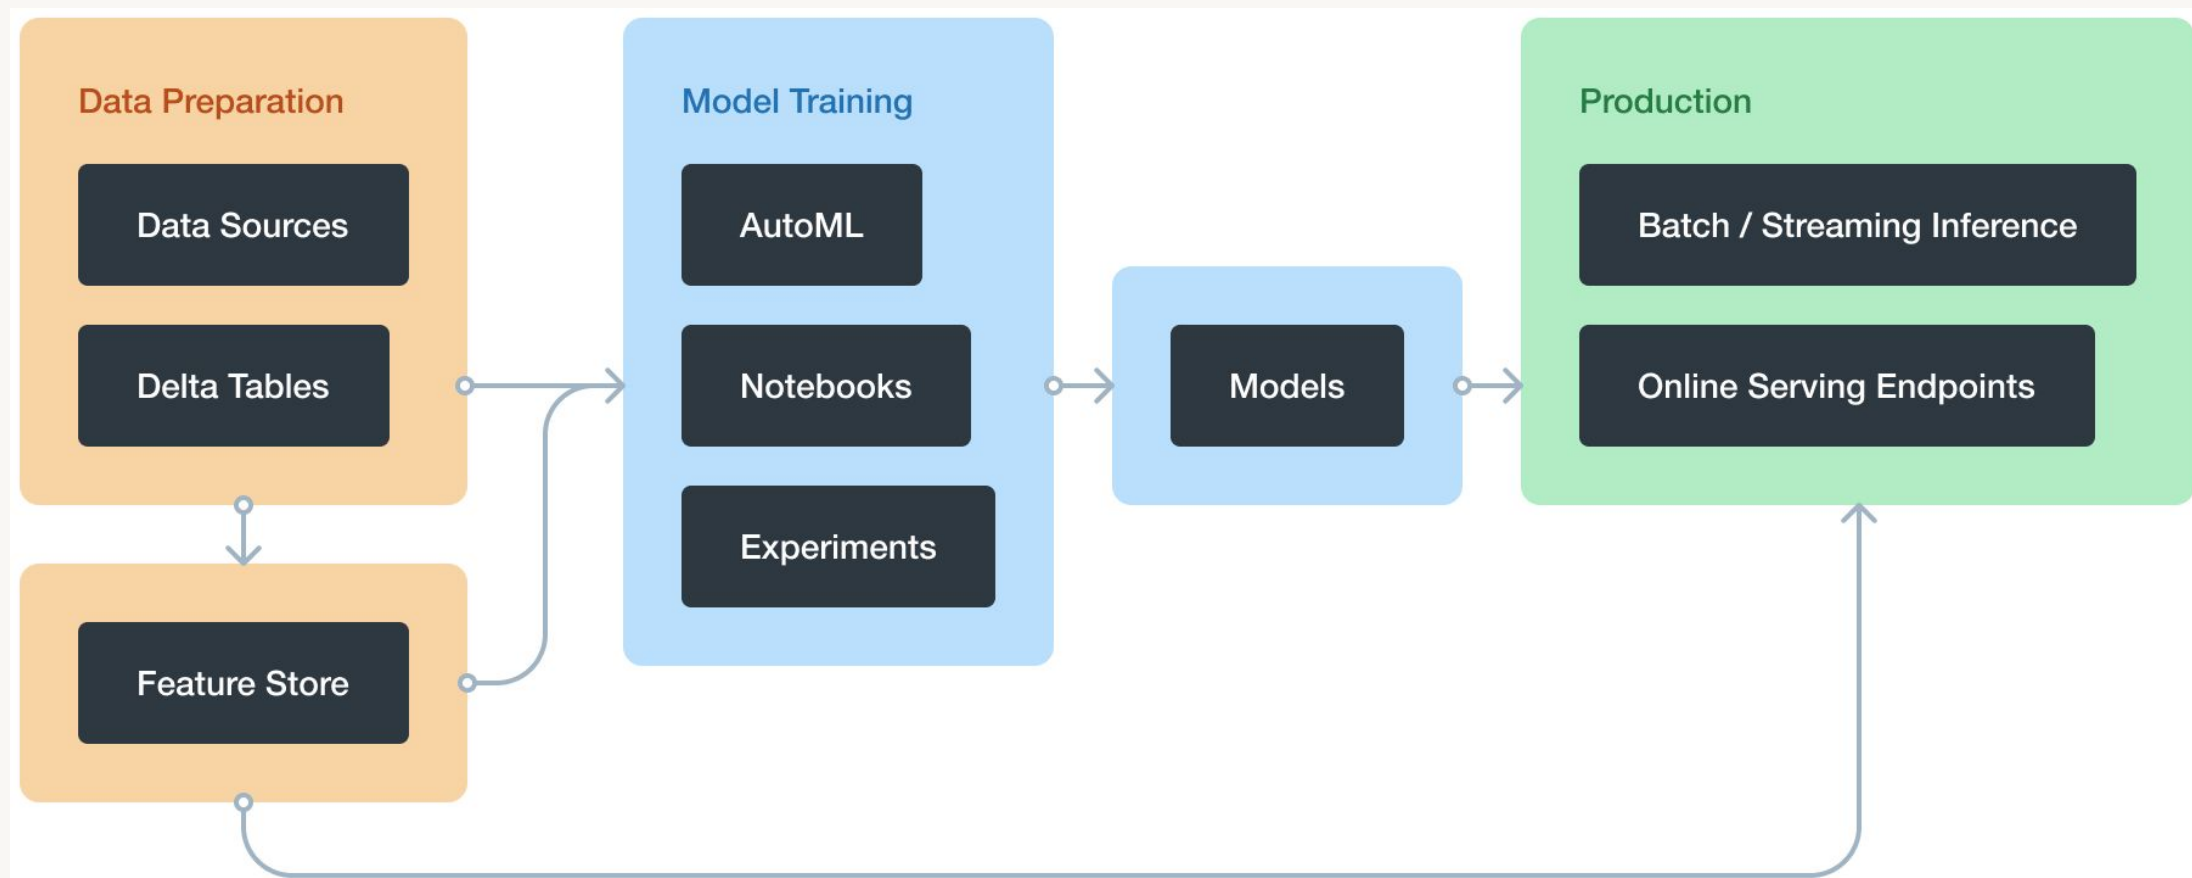 Data Preparation
Data Sources
Delta Tables
Feature Store
Model Training
AutoML
Notebooks
Experiments
Models
Production
Batch / Streaming Inference
Online Serving Endpoints